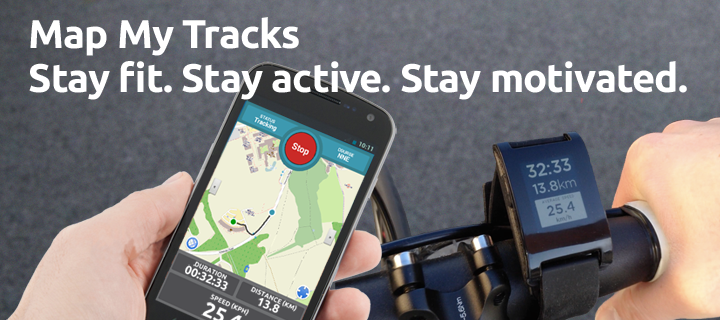 Map My Tracks
Stay fit. Stay active. Stay motivated.
STATUS
Tracking
Stop
10:11
COURSE
NNE
DURATION
00:32:33
DISTANCE (KM)
13.8
SPEED (KPH)
25.4
32:33
13.8km
25.4
km/h